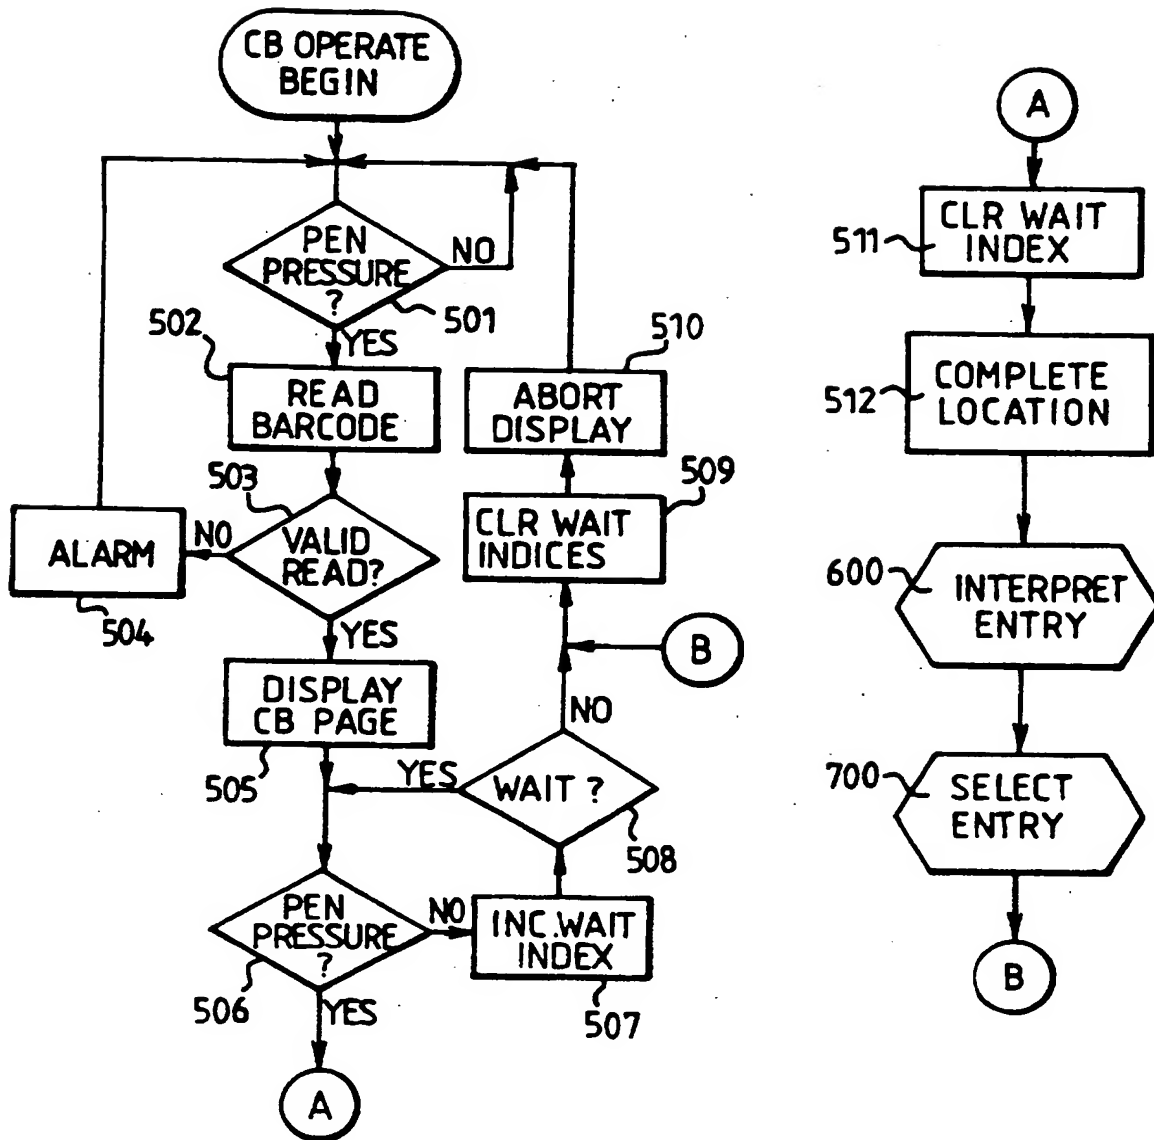 CB OPERATE
BEGIN
PEN
PRESSURE
?
NO
501
YES
502
READ
BARCODE
503
VALID
READ?
NO
ALARM
504
YES
DISPLAY
CB PAGE
505
PEN
PRESSURE
?
NO
506
YES
A
INC.WAIT
INDEX
507
WAIT ?
YES
508
NO
B
CLR WAIT
INDICES
509
ABORT
DISPLAY
510
A
CLR WAIT
INDEX
511
COMPLETE
LOCATION
512
INTERPRET
ENTRY
600
SELECT
ENTRY
700
B